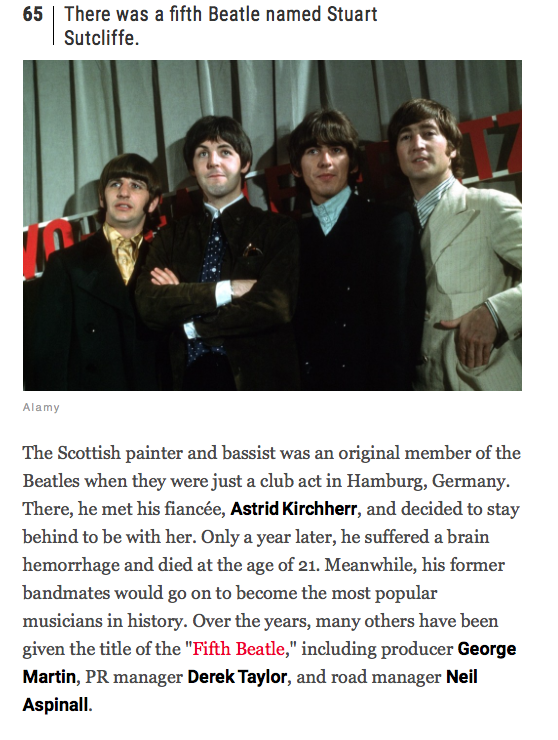 65 There was a fifth Beatle named Stuart
Sutcliffe.
Alamy
The Scottish painter and bassist was an original member of the
Beatles when they were just a club act in Hamburg, Germany.
There, he met his fiancée, Astrid Kirchherr, and decided to stay
behind to be with her. Only a year later, he suffered a brain
hemorrhage and died at the age of 21. Meanwhile, his former
bandmates would go on to become the most popular
musicians in history. Over the years, many others have been
given the title of the "Fifth Beatle," including producer George
Martin, PR manager Derek Taylor, and road manager Neil
Aspinall.